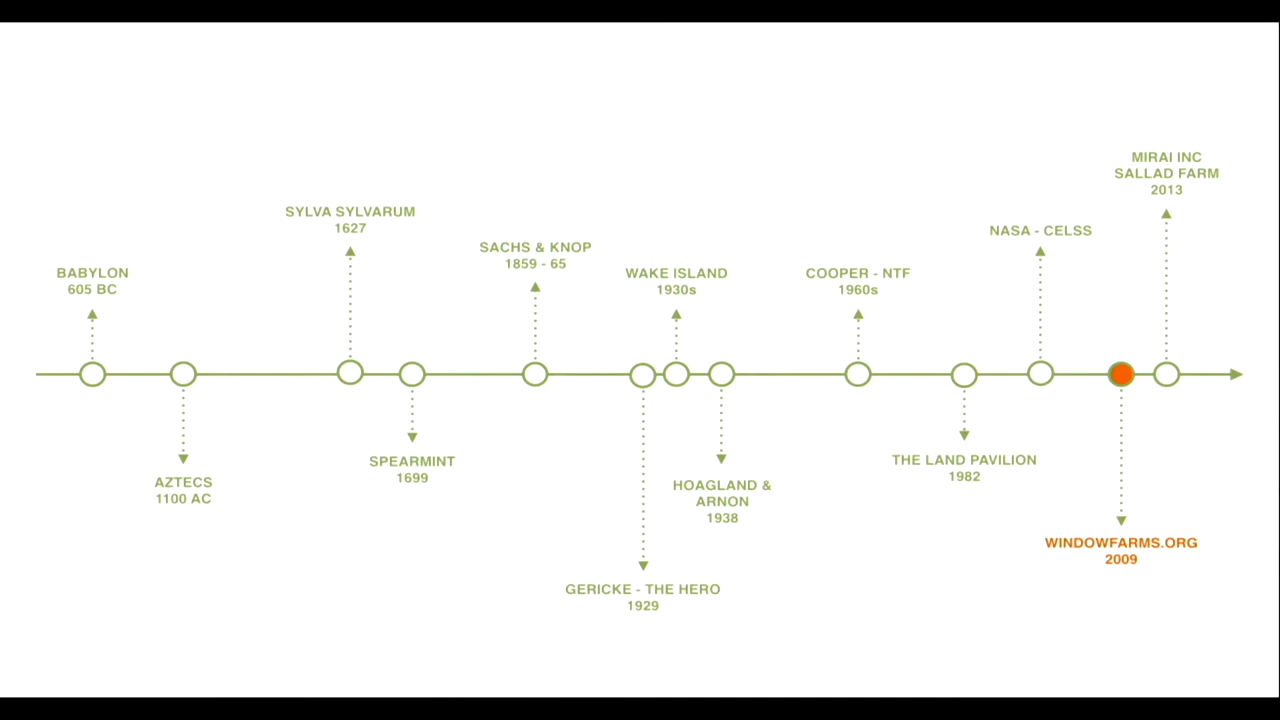 BABYLON
605 BC
AZTECS
1100 AC
SYLVA SYLVARUM
1627
SPEARMINT
1699
SACHS & KNOP
1859 - 65
GERICKE - THE HERO
1929
WAKE ISLAND
1930s
HOAGLAND &
ARNON
1938
COOPER - NTF
1960s
THE LAND PAVILION
1982
NASA - CELSS
WINDOWFARMS.ORG
2009
MIRAI INC
SALLAD FARM
2013